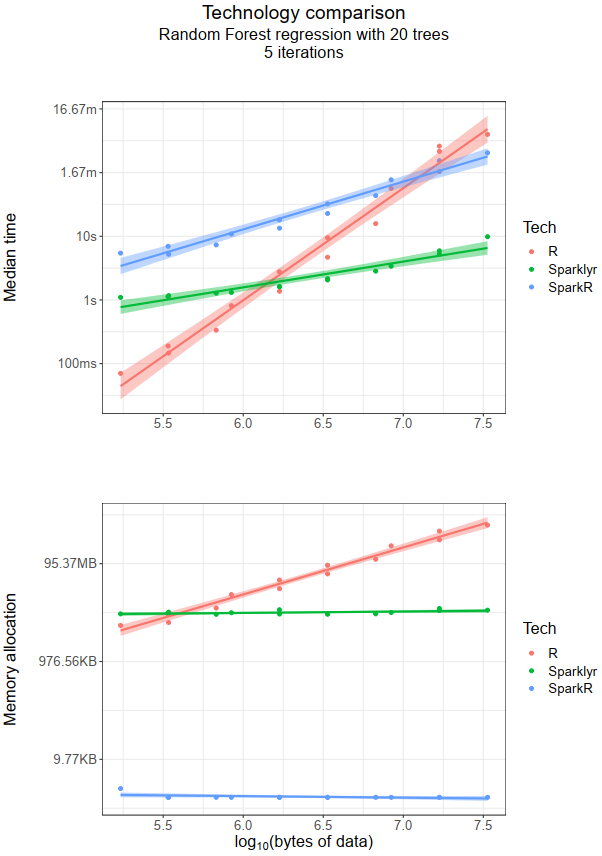 Technology comparison
Random Forest regression with 20 trees
5 iterations
Median time
16.67m
1.67m
10s
1s
100ms
5.5 6.0 6.5 7.0 7.5
Tech
R
Sparklyr
SparkR
Memory allocation
95.37MB
976.56KB
9.77KB
5.5 6.0 6.5 7.0 7.5
log₁₀(bytes of data)
Tech
R
Sparklyr
SparkR